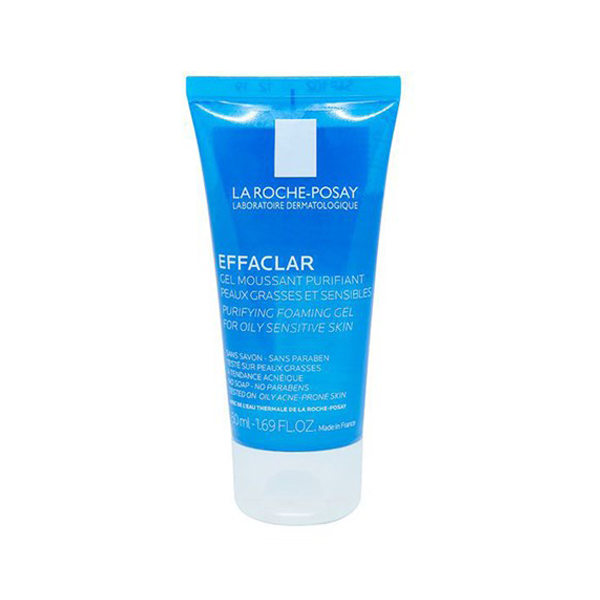 LA ROCHE-POSAY
LABORATOIRE DERMATOLOGIQUE
EFFACLAR
GEL MOUSSANT PURIFIANT
PEAUX GRASSES ET SENSIBLES
PURIFYING FOAMING GEL
FOR OILY SENSITIVE SKIN
SANS SAVON - SANS PARABEN
TESTÉ SUR PEAUX GRASSES
À TENDANCE ACNÉIQUE
NO SOAP - NO PARABENS
TESTED ON OILY ACNE-PRONE SKIN
DE L'EAU THERMALE DE LA ROCHE-POSAY
50 ml - 1.69 FL.OZ. Made in France